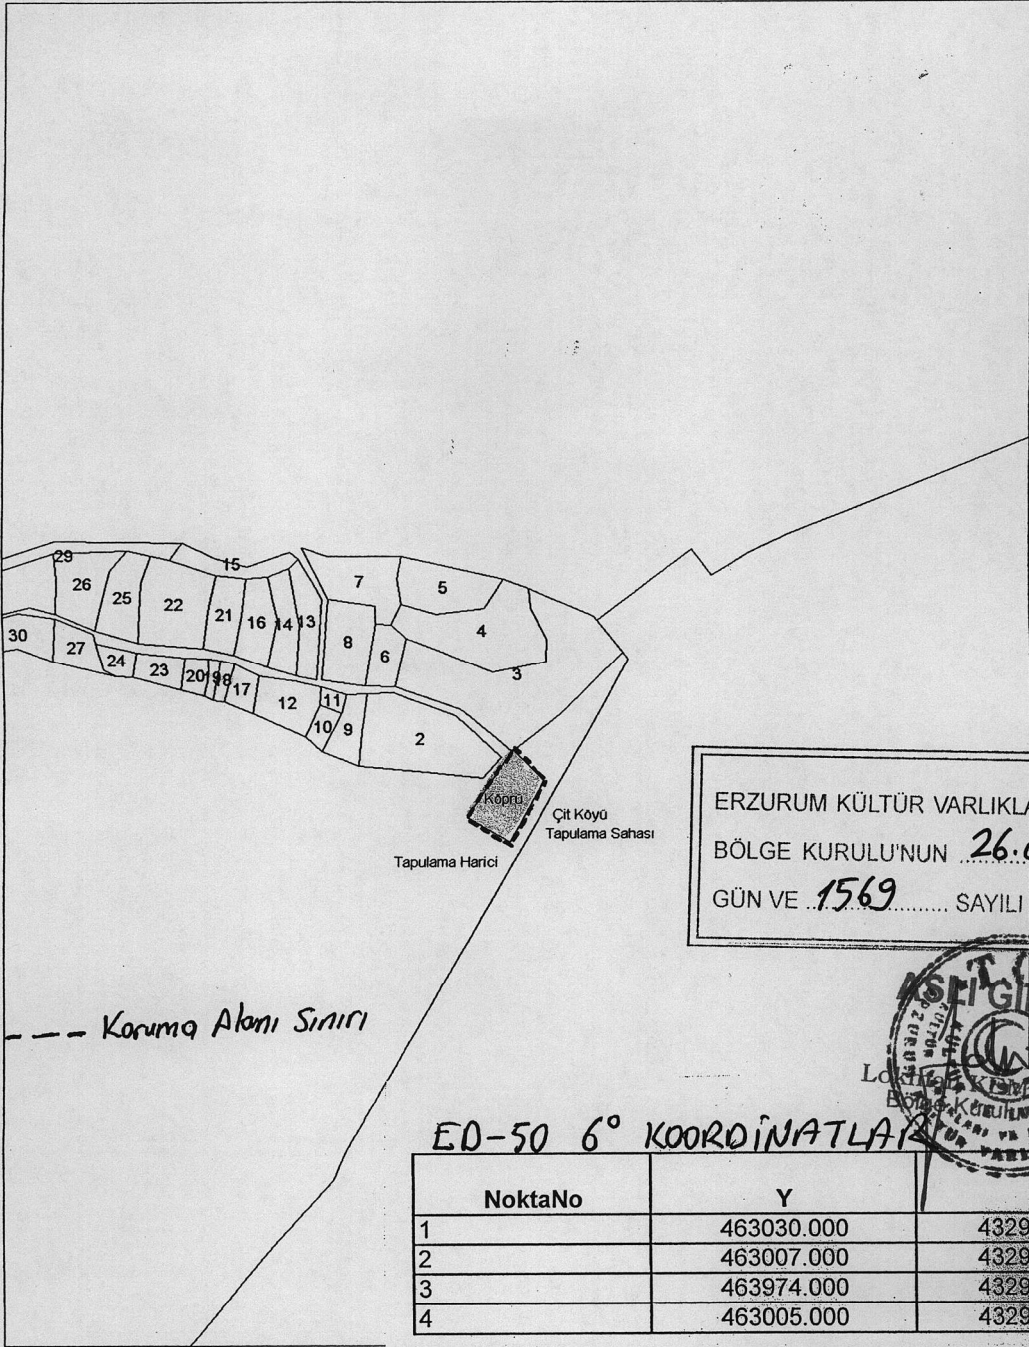 29
15
26
25
22
21
16
14
13
7
5
8
6
4
3
30
27
24
23
20
19
18
17
12
11
10
9
2
Köprü
Çit Köyü
Tapulama Sahası
Tapulama Harici
ERZURUM KÜLTÜR
BÖLGE KURULU'NUN 26.
GÜN VE 1569 SAYILI
--- Koruma Alanı Sınırı
T.
ASLI
ED-50 6° KOORDİNATLAR
NoktaNo Y
1 463030.000 4329
2 463007.000 4329
3 463974.000 4329
4 463005.000 4329